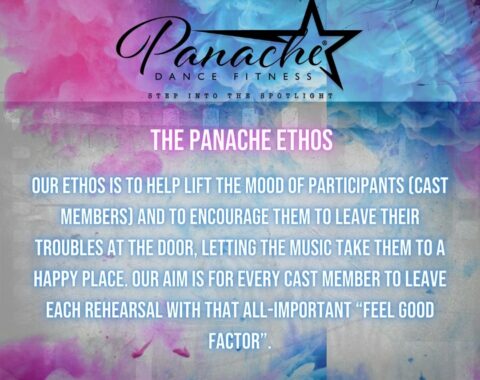 Panache®
DANCE FITNESS
STEP INTO THE SPOTLIGHT
THE PANACHE ETHOS
OUR ETHOS IS TO HELP LIFT THE MOOD OF PARTICIPANTS (CAST
MEMBERS) AND TO ENCOURAGE THEM TO LEAVE THEIR
TROUBLES AT THE DOOR, LETTING THE MUSIC TAKE THEM TO A
HAPPY PLACE. OUR AIM IS FOR EVERY CAST MEMBER TO LEAVE
EACH REHEARSAL WITH THAT ALL-IMPORTANT “FEEL GOOD
FACTOR”.